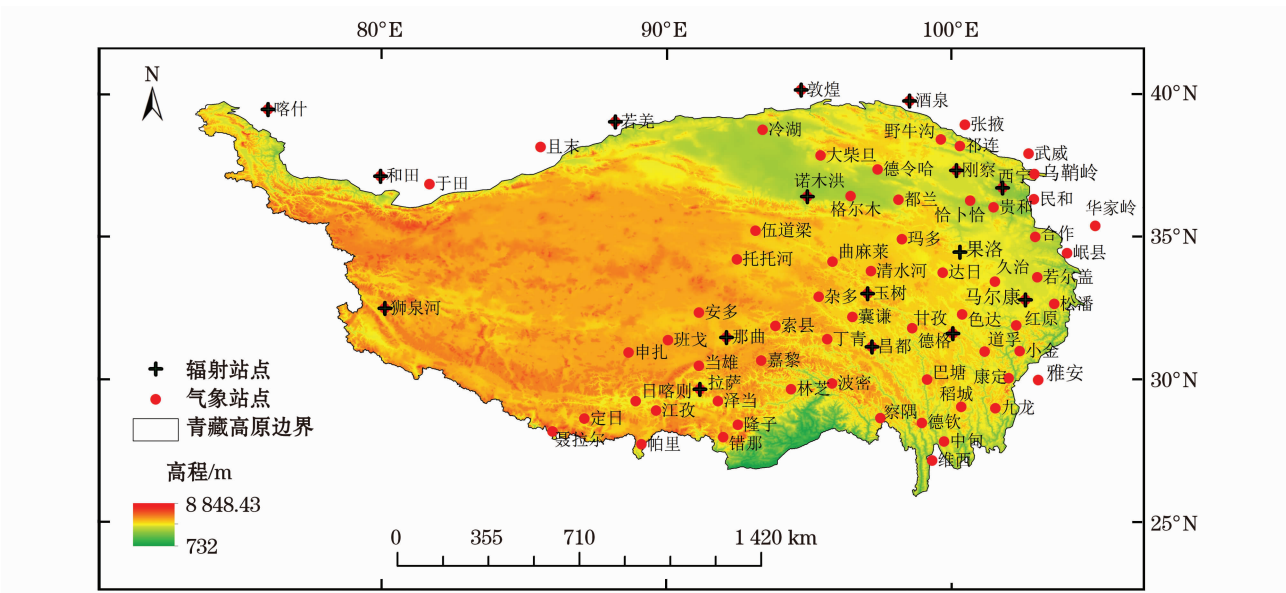 80°E
90°E
100°E
N
40°N
35°N
30°N
25°N
喀什
敦煌
酒泉
若羌
冷湖
野牛沟
张掖
祁连
且末
大柴旦
武威
和田
于田
德令哈
刚察
西宁
乌鞘岭
诺木洪
格尔木
都兰
恰卜恰
贵和
民和
华家岭
伍道梁
玛多
合作
托托河
曲麻莱
果洛
岷县
清水河
达日
久治
若尔盖
狮泉河
杂多
玉树
马尔康
松潘
安多
索县
囊谦
甘孜
色达
红原
班戈
那曲
丁青
昌都
德格
道孚
小金
申扎
当雄
嘉黎
日喀则
拉萨
林芝
波密
巴塘
康定
雅安
江孜
泽当
稻城
九龙
定日
隆子
察隅
德钦
聂拉尔
帕里
错那
中甸
维西
辐射站点
气象站点
青藏高原边界
高程/m
8 848.43
732
0
355
710
1 420 km